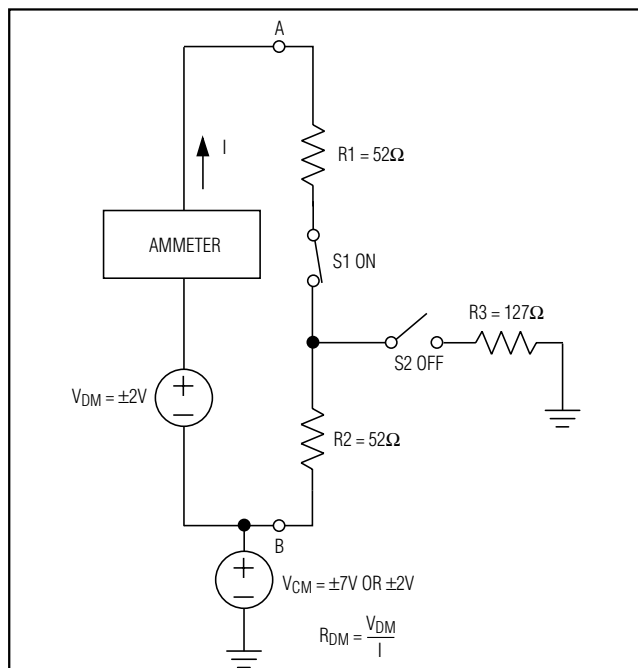 A
I
R1 = 52Ω
AMMETER
S1 ON
R3 = 127Ω
S2 OFF
+
V_DM = ±2V
–
R2 = 52Ω
B
+
V_CM = ±7V OR ±2V
–
R_DM = V_DM / I